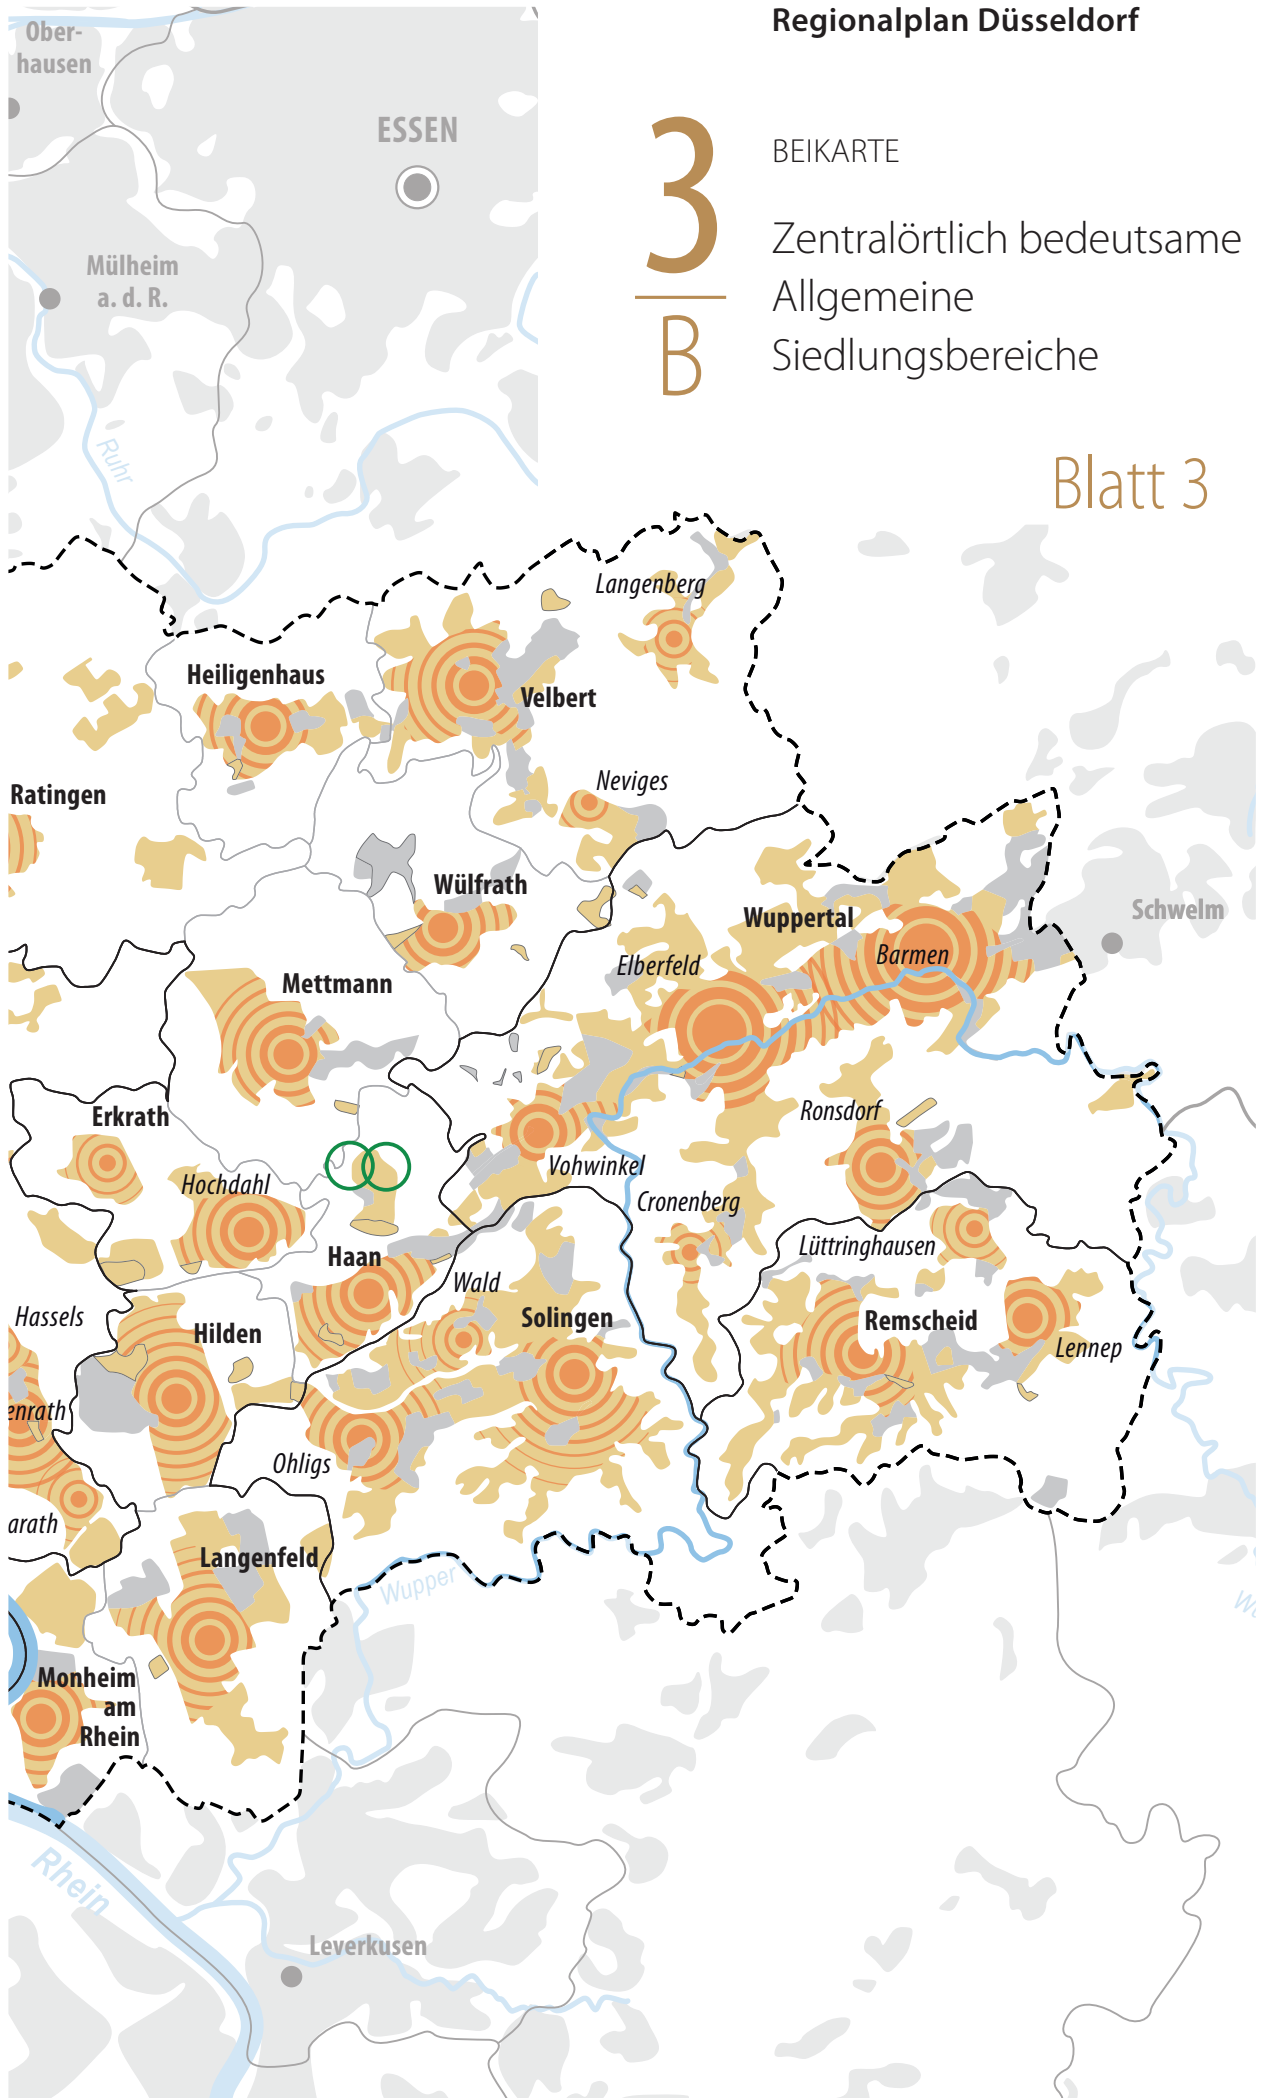 Regionalplan Düsseldorf
3
B
BEIKARTE
Zentralörtlich bedeutsame
Allgemeine
Siedlungsbereiche
Blatt 3
Ober-
hausen
ESSEN
Mülheim
a. d. R.
Ruhr
Langenberg
Heiligenhaus
Velbert
Neviges
Ratingen
Wülfrath
Wuppertal
Schwelm
Barmen
Elberfeld
Mettmann
Erkrath
Ronsdorf
Vohwinkel
Hochdahl
Cronenberg
Lüttringhausen
Haan
Wald
Hassels
Hilden
Solingen
Remscheid
Lennep
enrath
Ohligs
arath
Langenfeld
Wupper
Monheim
am
Rhein
Rhein
Leverkusen